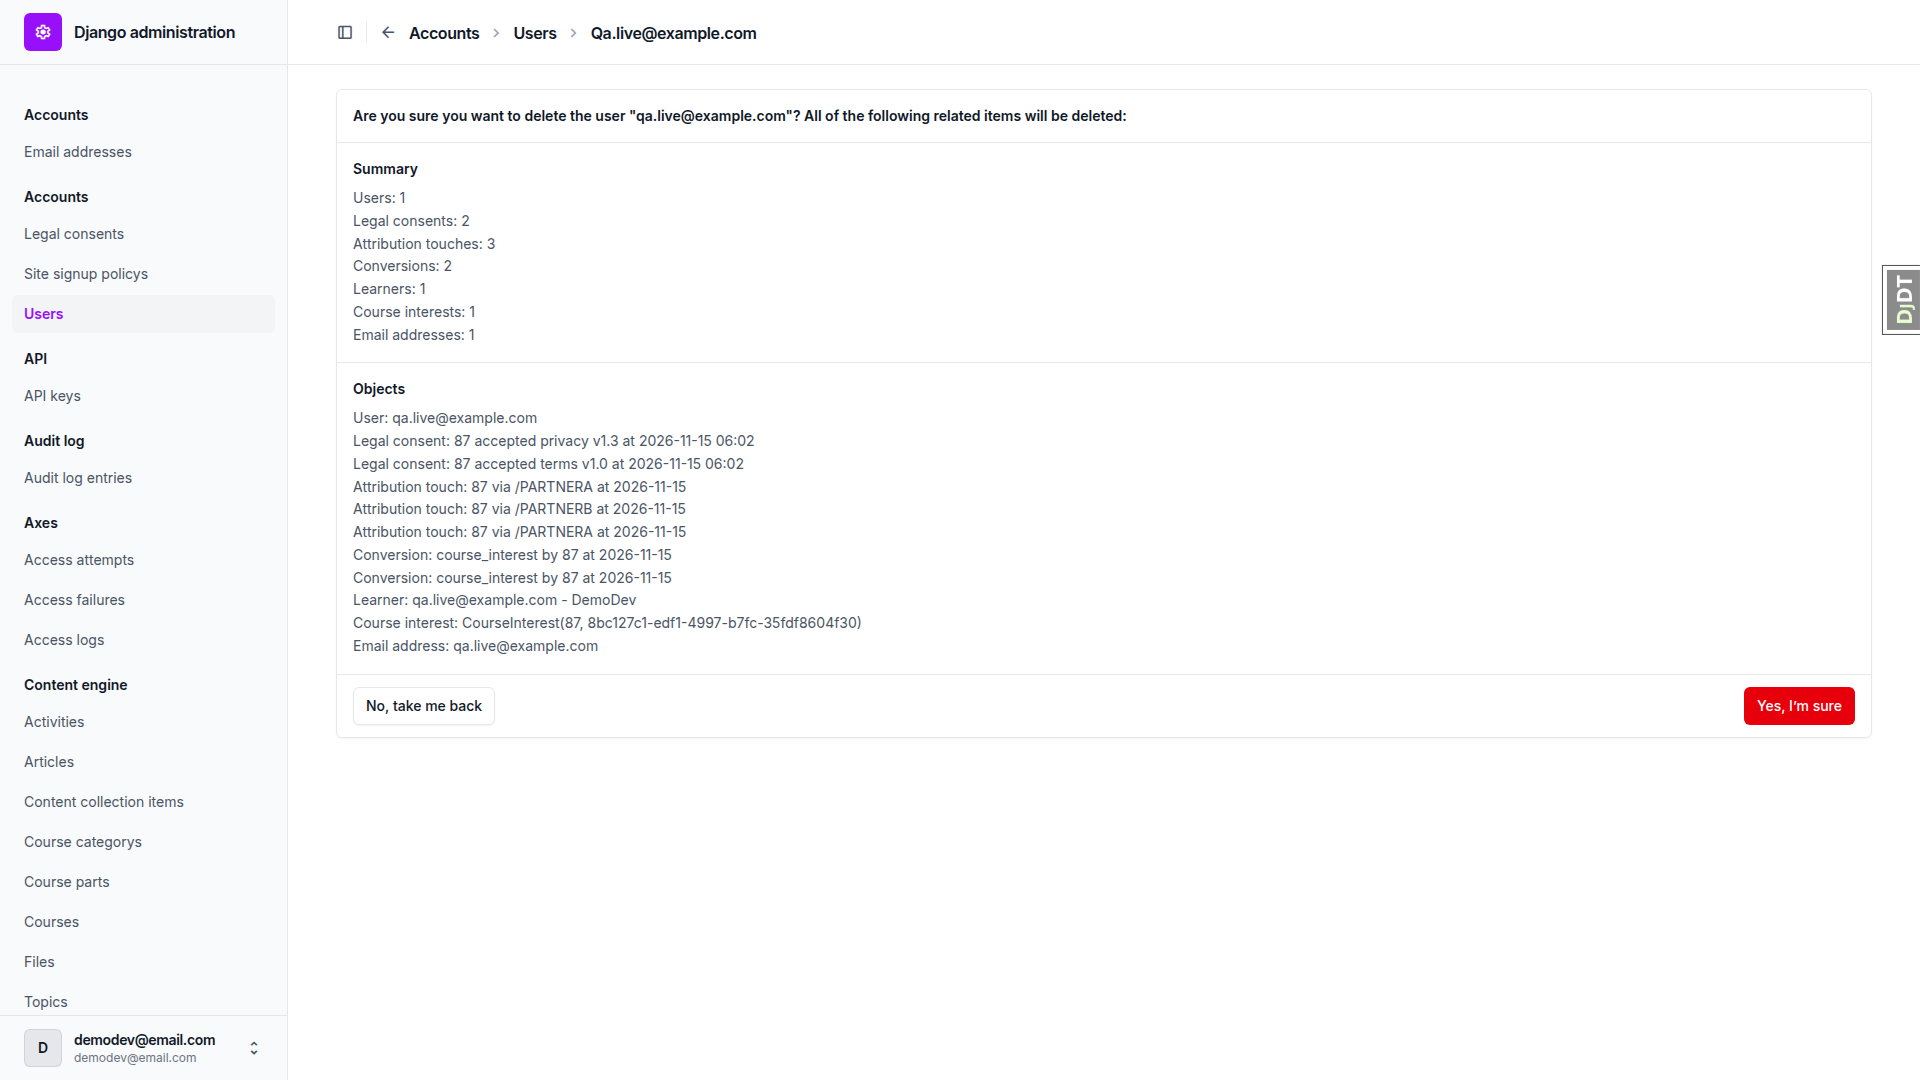 Django administration
Accounts
Users
Qa.live@example.com
Accounts
Email addresses
Accounts
Legal consents
Site signup policys
Users
API
API keys
Audit log
Audit log entries
Axes
Access attempts
Access failures
Access logs
Content engine
Activities
Articles
Content collection items
Course categorys
Course parts
Courses
Files
Topics
D
demodev@email.com
demodev@email.com
Are you sure you want to delete the user "qa.live@example.com"? All of the following related items will be deleted:
Summary
Users: 1
Legal consents: 2
Attribution touches: 3
Conversions: 2
Learners: 1
Course interests: 1
Email addresses: 1
Objects
User: qa.live@example.com
Legal consent: 87 accepted privacy v1.3 at 2026-11-15 06:02
Legal consent: 87 accepted terms v1.0 at 2026-11-15 06:02
Attribution touch: 87 via /PARTNERA at 2026-11-15
Attribution touch: 87 via /PARTNERB at 2026-11-15
Attribution touch: 87 via /PARTNERA at 2026-11-15
Conversion: course_interest by 87 at 2026-11-15
Conversion: course_interest by 87 at 2026-11-15
Learner: qa.live@example.com - DemoDev
Course interest: CourseInterest(87, 8bc127c1-edf1-4997-b7fc-35fdf8604f30)
Email address: qa.live@example.com
No, take me back
Yes, I'm sure
DJDT